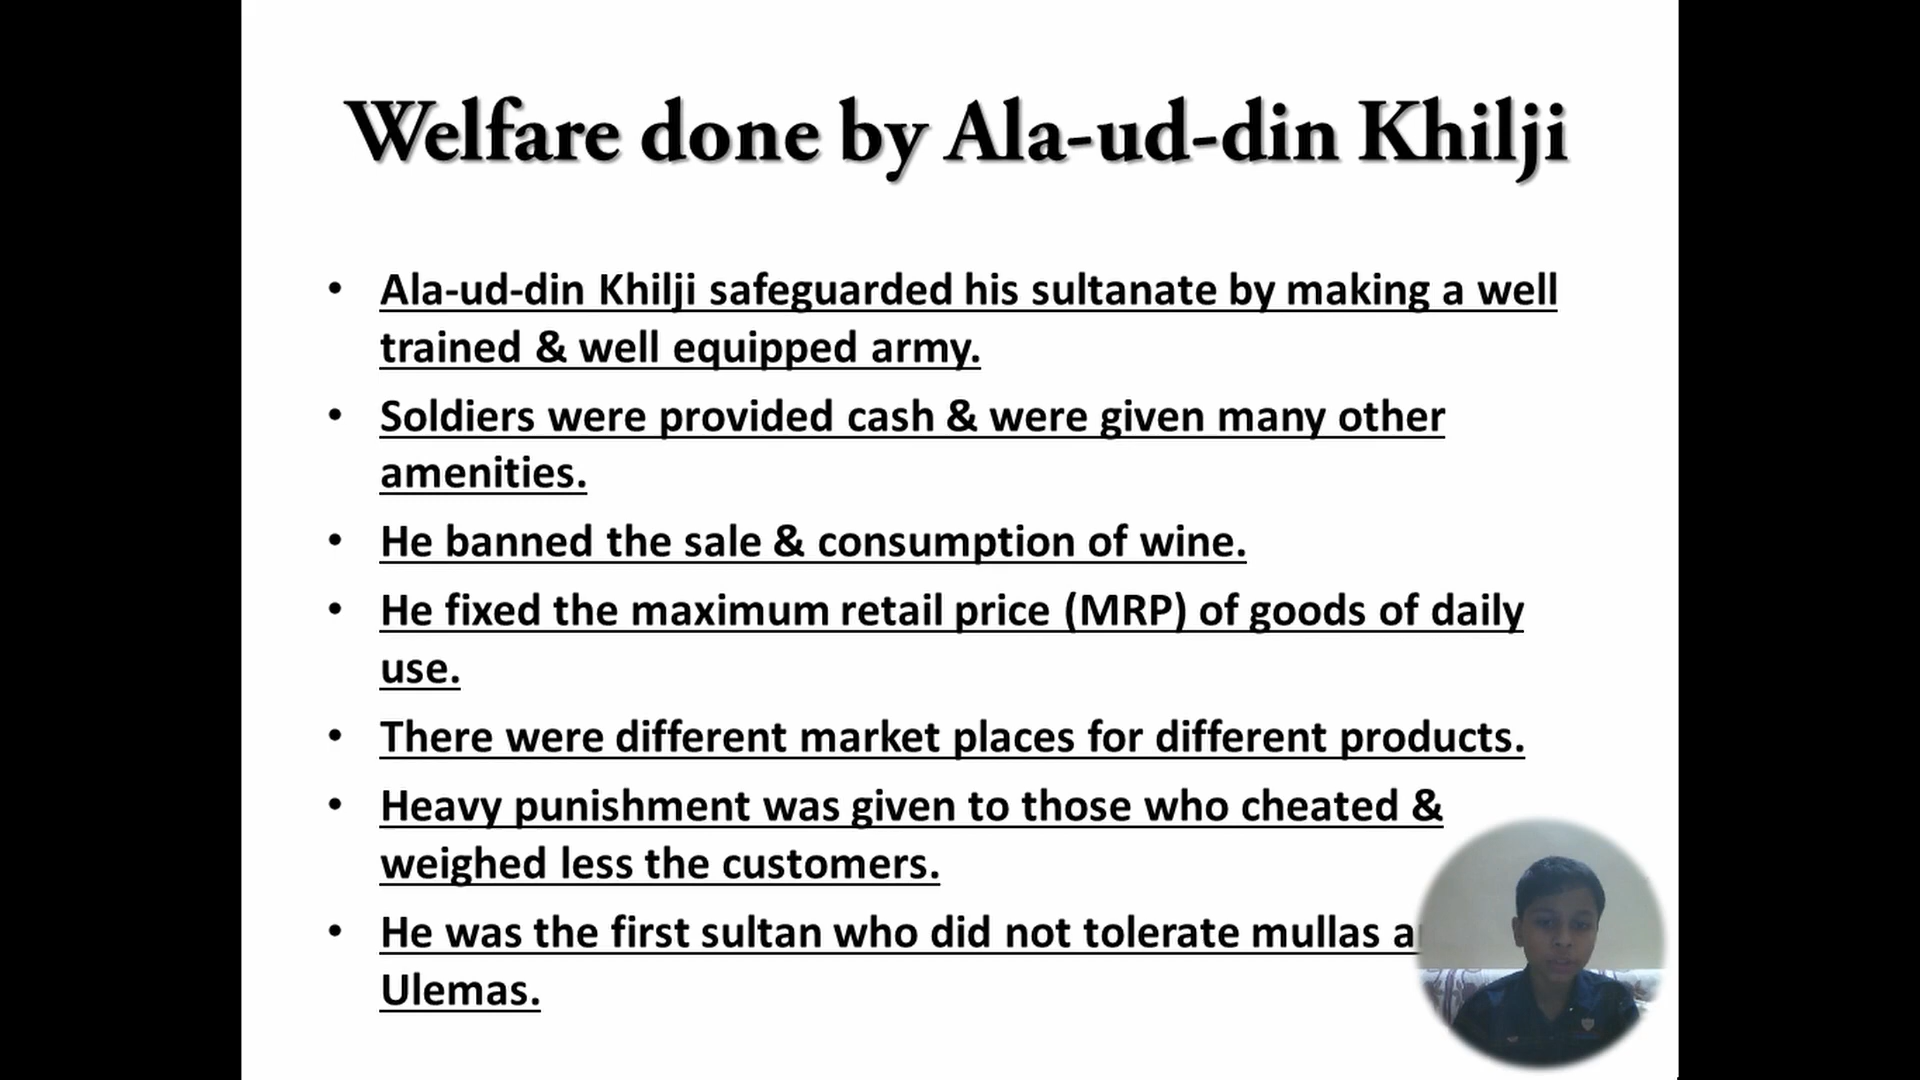 Welfare done by Ala-ud-din Khilji
• Ala-ud-din Khilji safeguarded his sultanate by making a well
trained & well equipped army.
• Soldiers were provided cash & were given many other
amenities.
• He banned the sale & consumption of wine.
• He fixed the maximum retail price (MRP) of goods of daily
use.
• There were different market places for different products.
• Heavy punishment was given to those who cheated &
weighed less the customers.
• He was the first sultan who did not tolerate mullas
Ulemas.